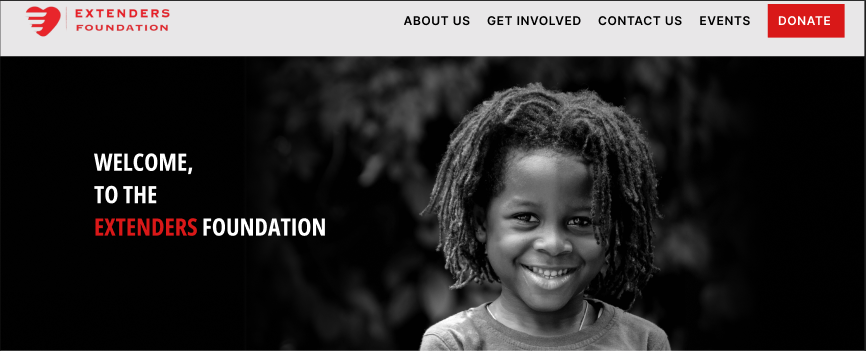 EXTENDERS
FOUNDATION
ABOUT US GET INVOLVED CONTACT US EVENTS DONATE
WELCOME,
TO THE
EXTENDERS FOUNDATION